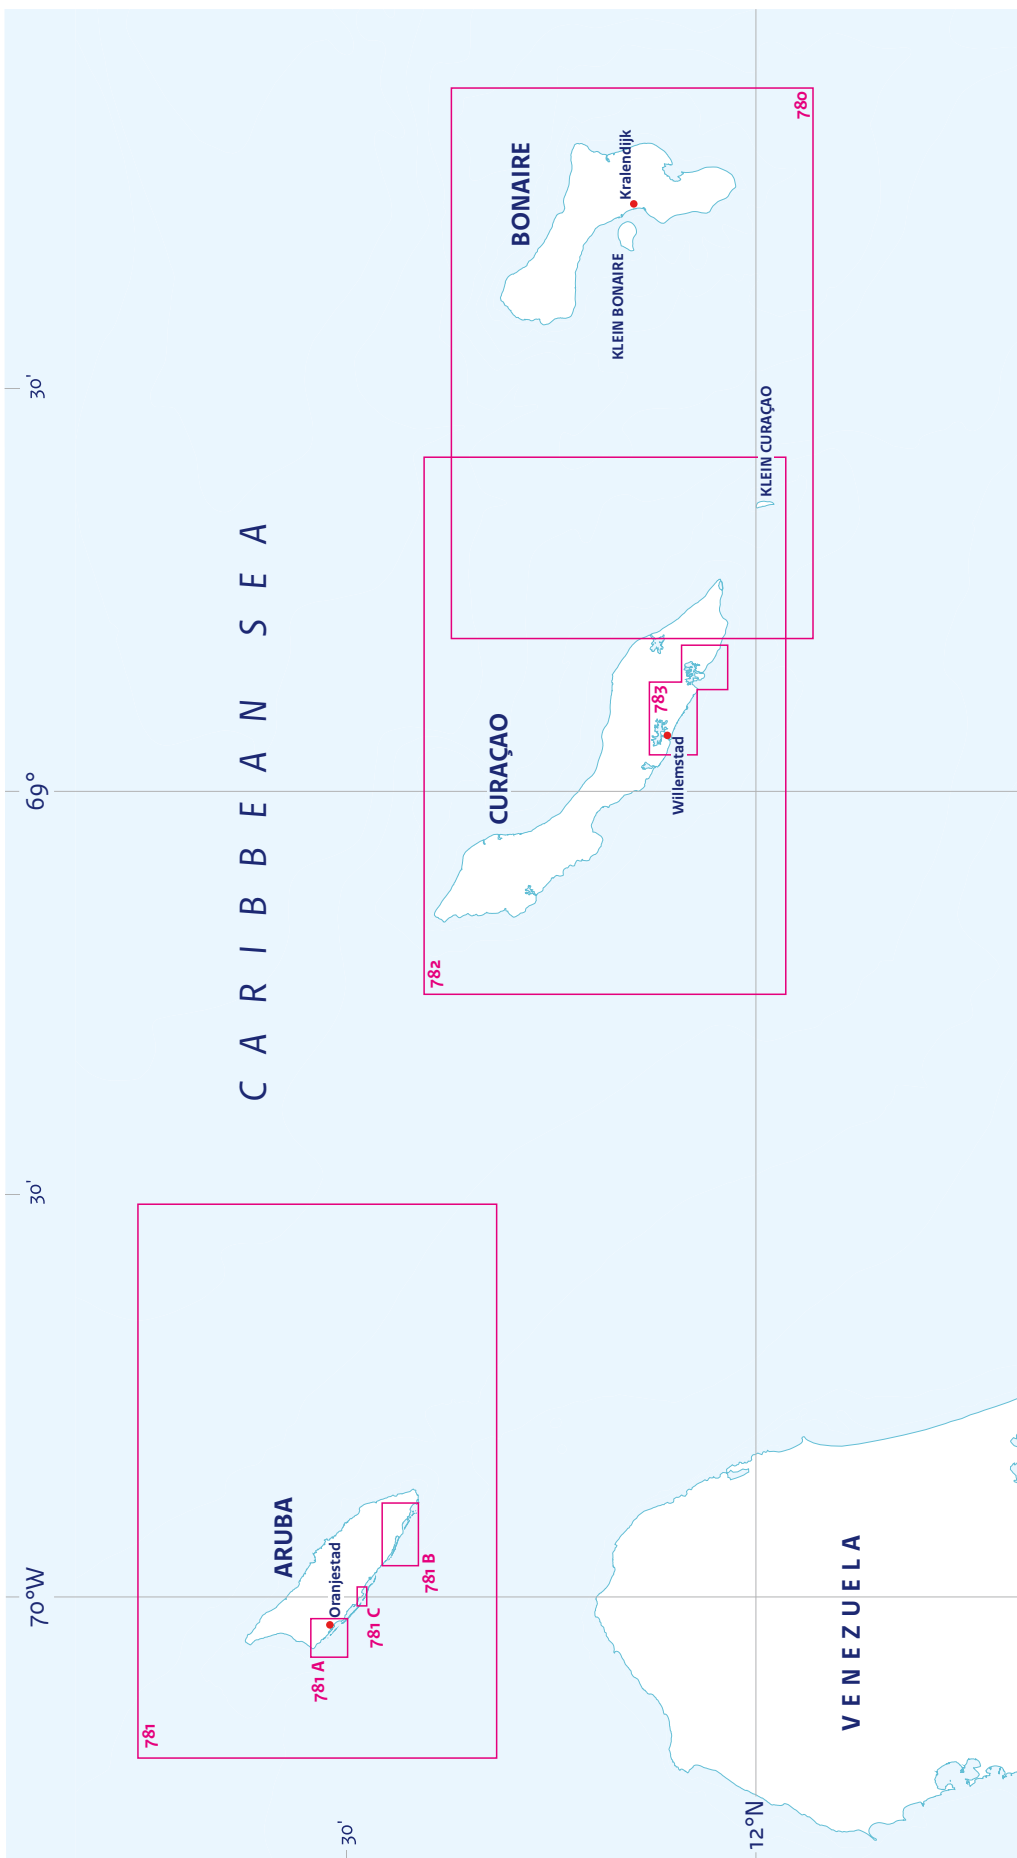 70°W
30'
69°
30'
CARIBBEAN SEA
781
ARUBA
Oranjestad
781 A
781 C
781 B
30'
782
CURAÇAO
783
Willemstad
BONAIRE
Kralendijk
KLEIN BONAIRE
KLEIN CURAÇAO
780
12°N
VENEZUELA